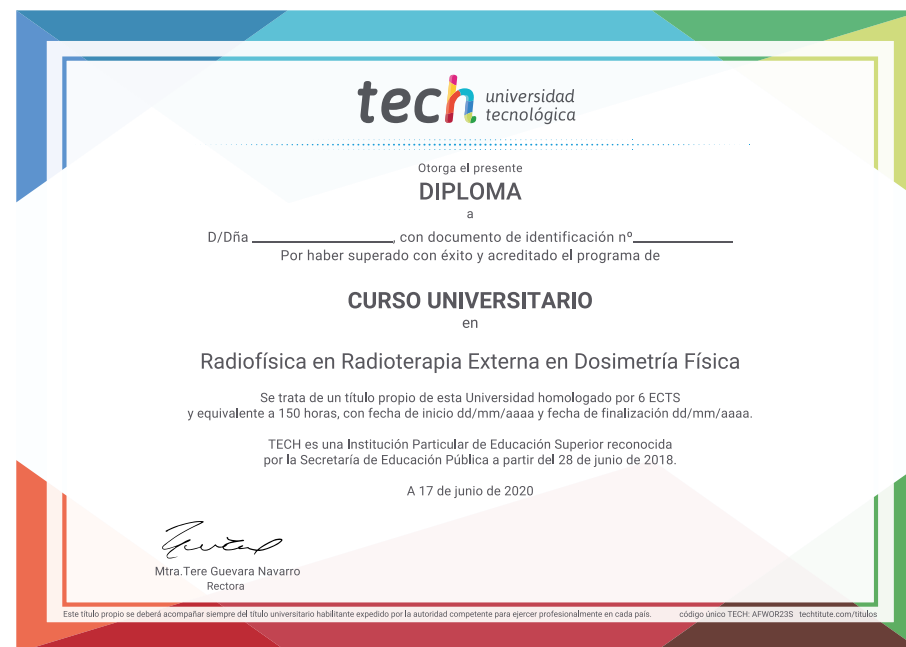 tech universidad
tecnológica
Otorga el presente
DIPLOMA
a
D/Dña ____________________, con documento de identificación nº______________
Por haber superado con éxito y acreditado el programa de
CURSO UNIVERSITARIO
en
Radiofísica en Radioterapia Externa en Dosimetría Física
Se trata de un título propio de esta Universidad homologado por 6 ECTS
y equivalente a 150 horas, con fecha de inicio dd/mm/aaaa y fecha de finalización dd/mm/aaaa.
TECH es una Institución Particular de Educación Superior reconocida
por la Secretaría de Educación Pública a partir del 28 de junio de 2018.
A 17 de junio de 2020
Mtra.Tere Guevara Navarro
Rectora
Este título propio se deberá acompañar siempre del título universitario habilitante expedido por la autoridad competente para ejercer profesionalmente en cada país. código único TECH: AFWOR23S techtitute.com/títulos